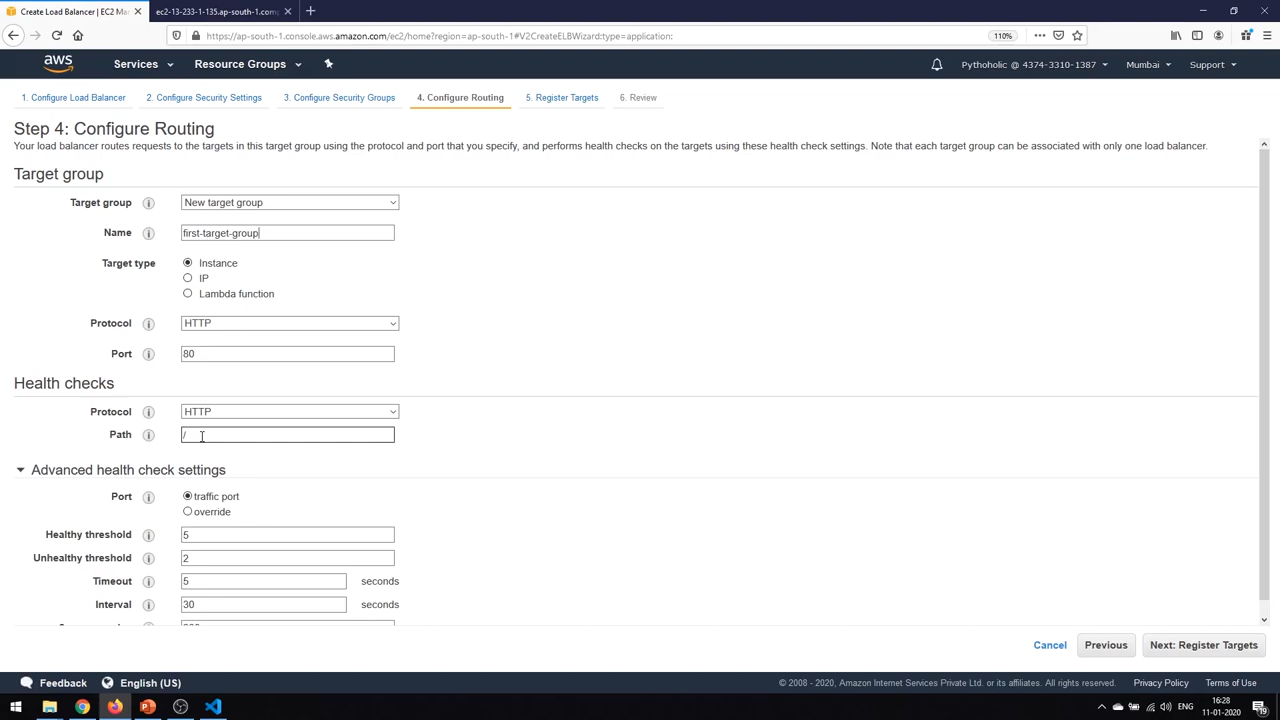 Create Load Balancer | EC2 Ma
ec2-13-233-1-135.ap-south-1.com
https://ap-south-1.console.aws.amazon.com/ec2/home?region=ap-south-1#V2CreateELBWizard:type=application:
110%
aws
Services
Resource Groups
Pythoholic @ 4374-3310-1387
Mumbai
Support
1. Configure Load Balancer
2. Configure Security Settings
3. Configure Security Groups
4. Configure Routing
5. Register Targets
6. Review
Step 4: Configure Routing
Your load balancer routes requests to the targets in this target group using the protocol and port that you specify, and performs health checks on the targets using these health check settings. Note that each target group can be associated with only one load balancer.
Target group
Target group
New target group
Name
first-target-group
Target type
Instance
IP
Lambda function
Protocol
HTTP
Port
80
Health checks
Protocol
HTTP
Path
/
Advanced health check settings
Port
traffic port
override
Healthy threshold
5
Unhealthy threshold
2
Timeout
5
seconds
Interval
30
seconds
Cancel
Previous
Next: Register Targets
Feedback
English (US)
© 2008 - 2020, Amazon Internet Services Private Ltd. or its affiliates. All rights reserved.
Privacy Policy
Terms of Use
ENG
16:28
11-01-2020
19